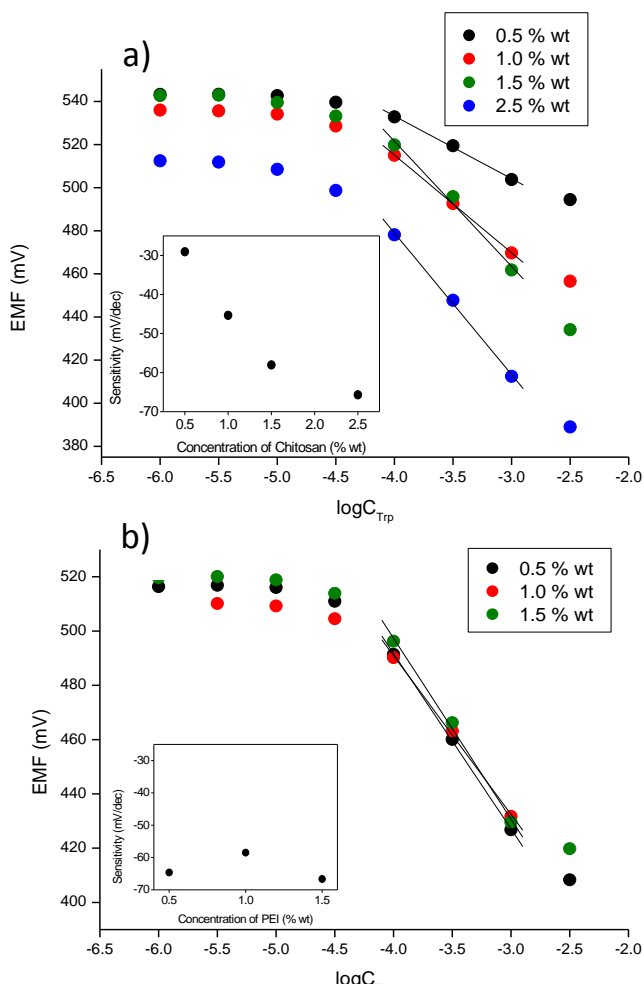 a)
0.5 % wt
1.0 % wt
1.5 % wt
2.5 % wt
540
520
500
480
460
440
420
400
380
EMF (mV)
-30
-40
-50
-60
-70
Sensitivity (mV/dec)
0.5 1.0 1.5 2.0 2.5
Concentration of Chitosan (% wt)
-6.5 -6.0 -5.5 -5.0 -4.5 -4.0 -3.5 -3.0 -2.5 -2.0
logC Trp
b)
0.5 % wt
1.0 % wt
1.5 % wt
520
500
480
460
440
420
400
EMF (mV)
-30
-40
-50
-60
-70
Sensitivity (mV/dec)
0.5 1.0 1.5
Concentration of PEI (% wt)
-6.5 -6.0 -5.5 -5.0 -4.5 -4.0 -3.5 -3.0 -2.5 -2.0
logC